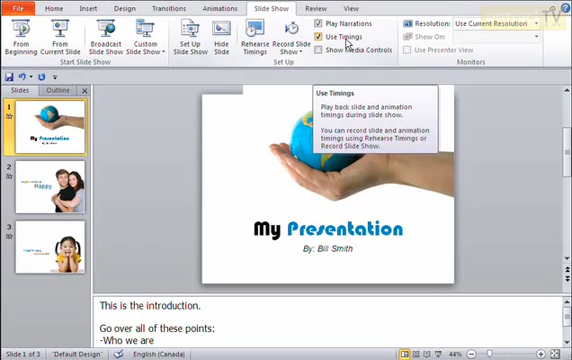 File Home Insert Design Transitions Animations Slide Show Review View
From Beginning
From Current Slide
Broadcast Slide Show
Custom Slide Show
Set Up Slide Show
Hide Slide
Rehearse Timings
Record Slide Show
Play Narrations
Use Timings
Show Media Controls
Resolution: Use Current Resolution
Show On:
Use Presenter View
Start Slide Show Set Up Monitors
Slides Outline
Use Timings
Play back slide and animation
timings during slide show.
You can record slide and animation
timings using Rehearse Timings or
Record Slide Show.
1
My Presentation
2
Happy
3
My Presentation
By: Bill Smith
This is the introduction.
Go over all of these points:
-Who we are
Slide 1 of 3 "Default Design" English (Canada) 44%